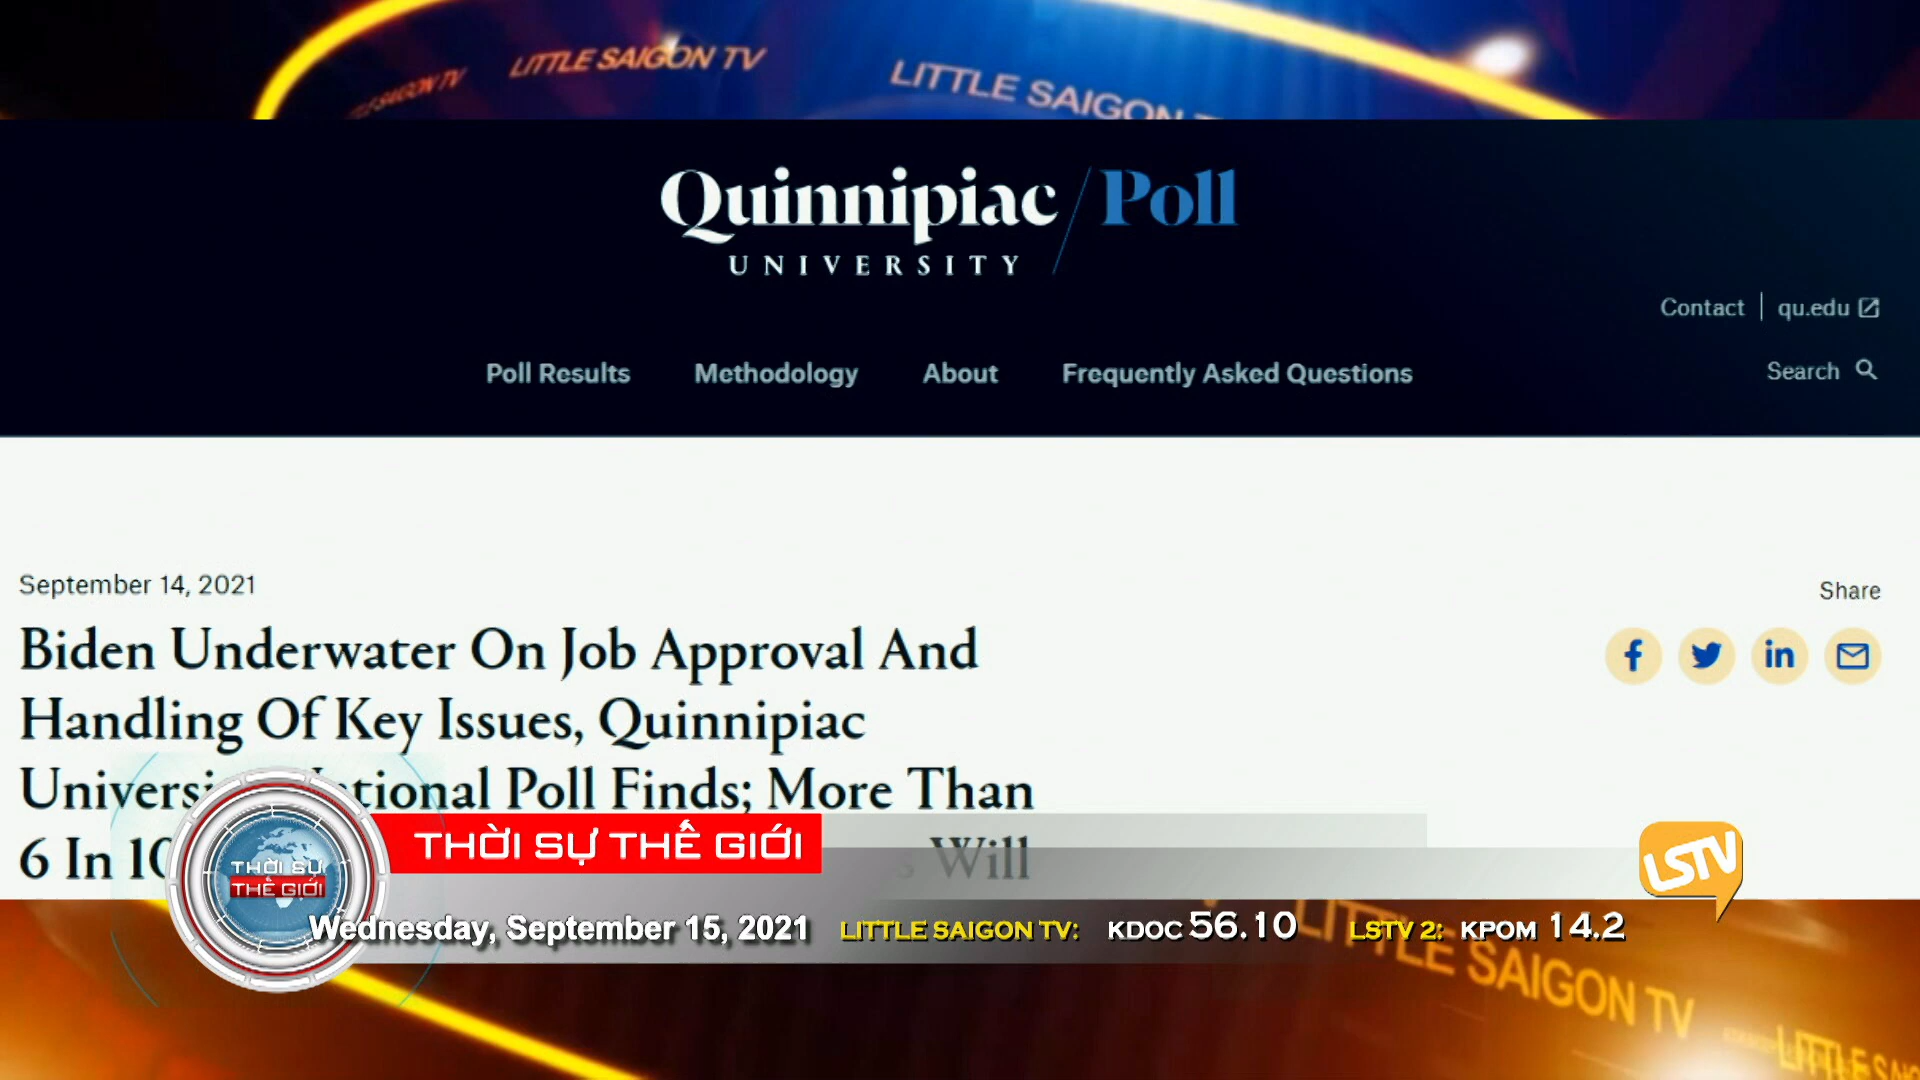 LITTLE SAIGON TV
LITTLE SAIGON
Quinnipiac / Poll
UNIVERSITY
Contact | qu.edu
Poll Results Methodology About Frequently Asked Questions
Search
September 14, 2021
Share
Biden Underwater On Job Approval And
Handling Of Key Issues, Quinnipiac
National Poll Finds; More Than
6 In 10 Will
THỜI SỰ THẾ GIỚI
THỜI SỰ
THẾ GIỚI
LSTV
Wednesday, September 15, 2021 LITTLE SAIGON TV: KDOC 56.10 LSTV 2: KPOM 14.2
LITTLE SAIGON TV